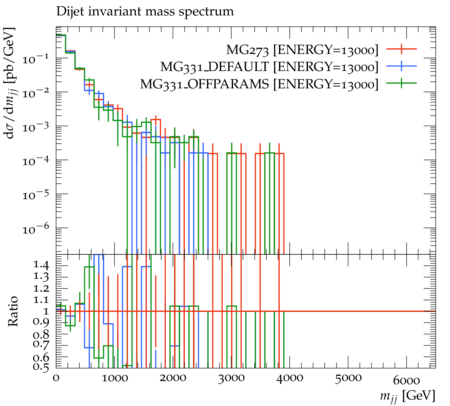 Dijet invariant mass spectrum
dσ/dm_jj [pb/GeV]
10⁻¹
10⁻²
10⁻³
10⁻⁴
10⁻⁵
10⁻⁶
MG273 [ENERGY=13000]
MG331_DEFAULT [ENERGY=13000]
MG331_OFFPARAMS [ENERGY=13000]
Ratio
1.4
1.3
1.2
1.1
1
0.9
0.8
0.7
0.6
0.5
0 1000 2000 3000 4000 5000 6000
m_jj [GeV]